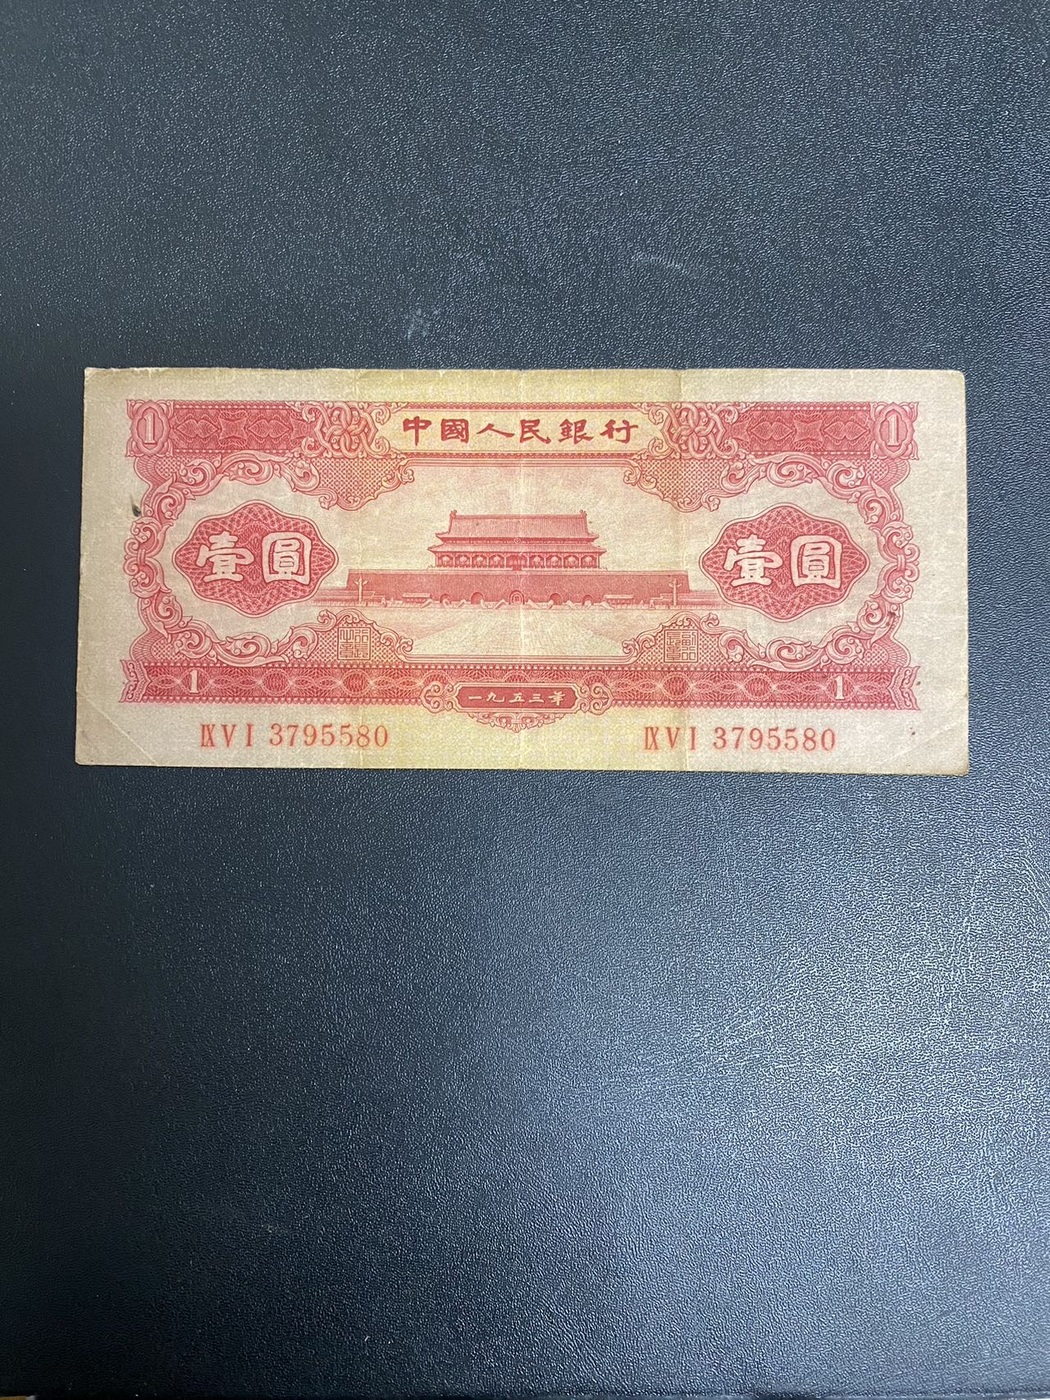 1 中國人民銀行 1
壹圓 壹圓
1 一九五三年 1
ⅨⅤⅠ 3795580 ⅨⅤⅠ 3795580